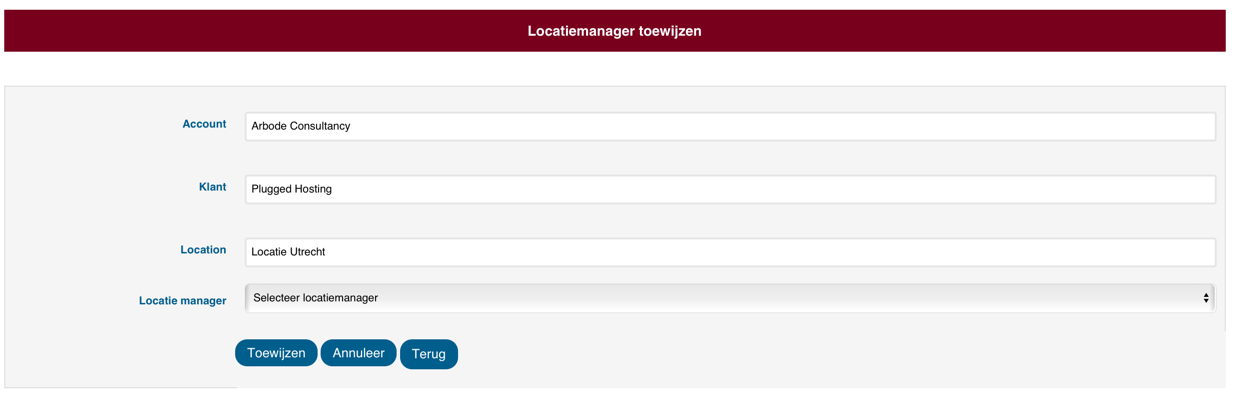 Locatiemanager toewijzen
Account
Arbode Consultancy
Klant
Plugged Hosting
Location
Locatie Utrecht
Locatie manager
Selecteer locatiemanager
Toewijzen Annuleer Terug